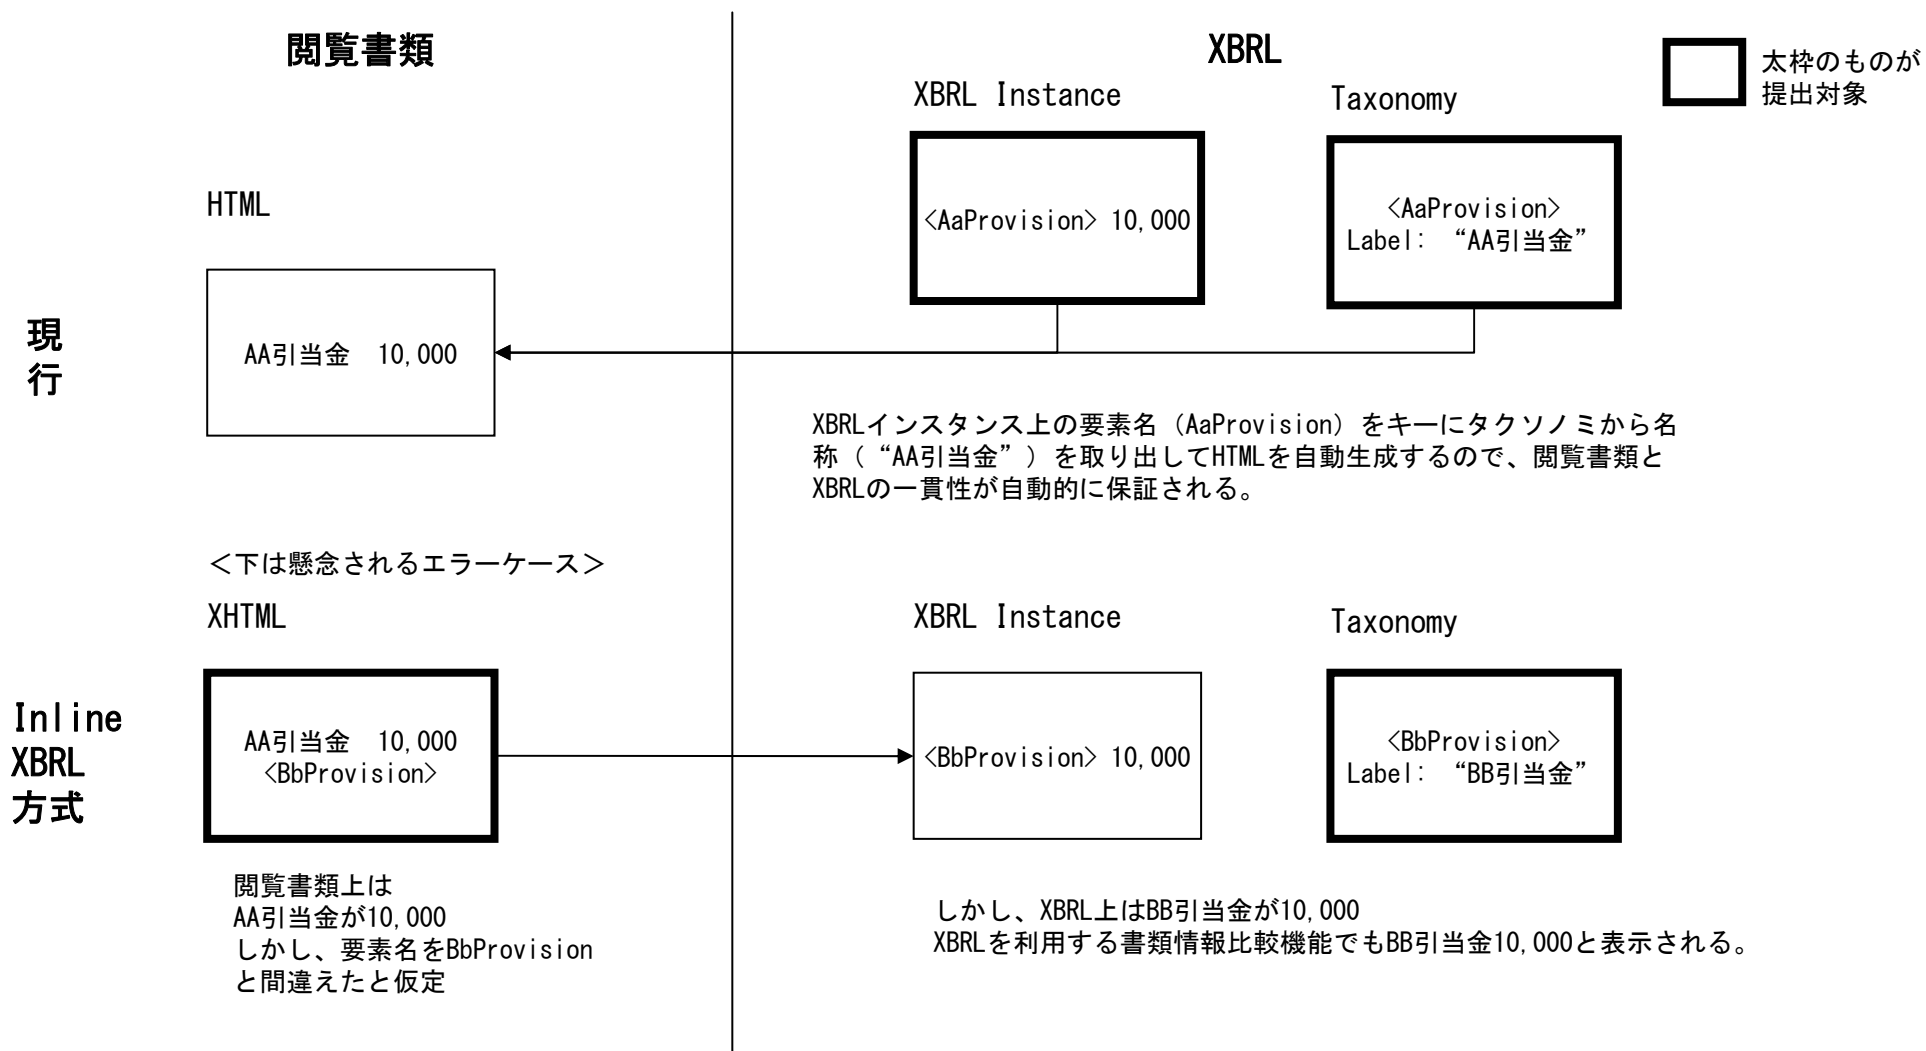 閲覧書類
XBRL
太枠のものが
提出対象
XBRL Instance
Taxonomy
HTML
<AaProvision> 10,000
<AaProvision>
Label: “AA引当金”
現
行
AA引当金　10,000
XBRLインスタンス上の要素名（AaProvision）をキーにタクソノミから名
称（“AA引当金”）を取り出してHTMLを自動生成するので、閲覧書類と
XBRLの一貫性が自動的に保証される。
＜下は懸念されるエラーケース＞
XHTML
XBRL Instance
Taxonomy
Inline
XBRL
方式
AA引当金　10,000
<BbProvision>
<BbProvision> 10,000
<BbProvision>
Label: “BB引当金”
閲覧書類上は
AA引当金が10,000
しかし、要素名をBbProvision
と間違えたと仮定
しかし、XBRL上はBB引当金が10,000
XBRLを利用する書類情報比較機能でもBB引当金10,000と表示される。